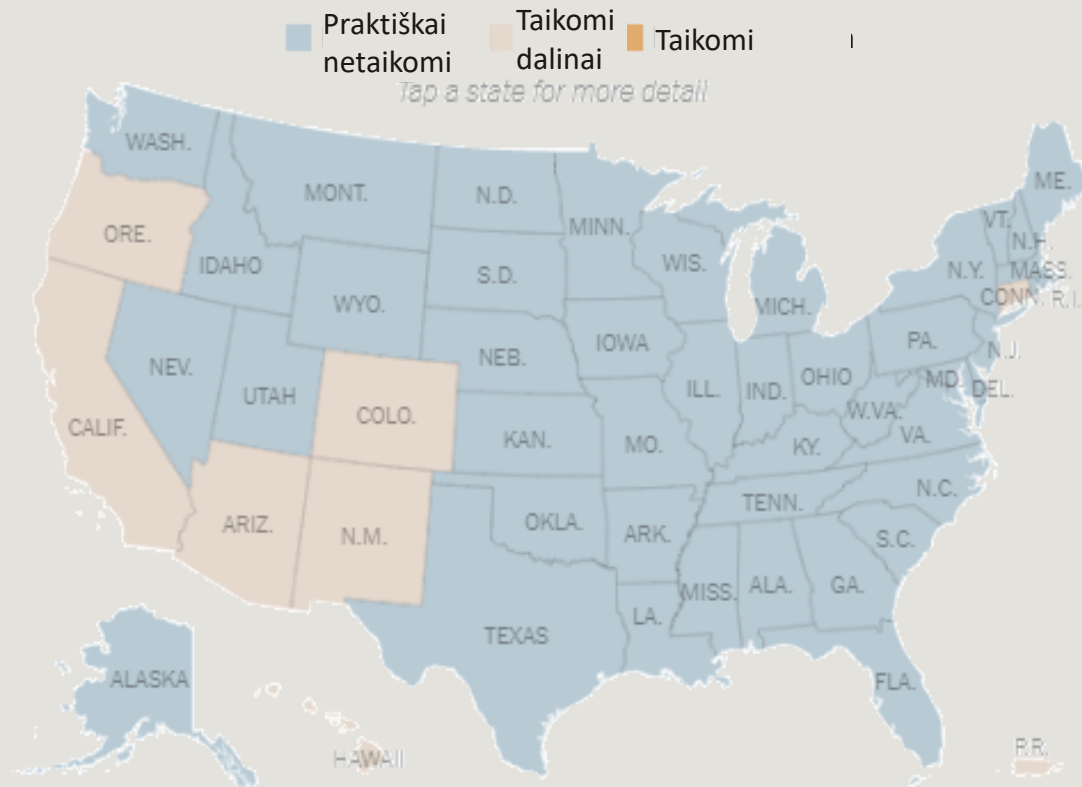 Praktiškai
netaikomi
Taikomi
dalinai
Taikomi
Tap a state for more detail
WASH.
MONT.
N.D.
MINN.
ME.
VT.
N.H.
ORE.
IDAHO
S.D.
WIS.
N.Y.
MASS.
WYO.
MICH.
CONN.
R.I.
NEV.
NEB.
IOWA
PA.
N.J.
UTAH
ILL.
IND.
OHIO
MD.
DEL.
CALIF.
COLO.
KAN.
MO.
KY.
W.VA.
VA.
ARIZ.
N.M.
OKLA.
ARK.
TENN.
N.C.
S.C.
MISS.
ALA.
GA.
TEXAS
LA.
ALASKA
FLA.
HAWAII
P.R.